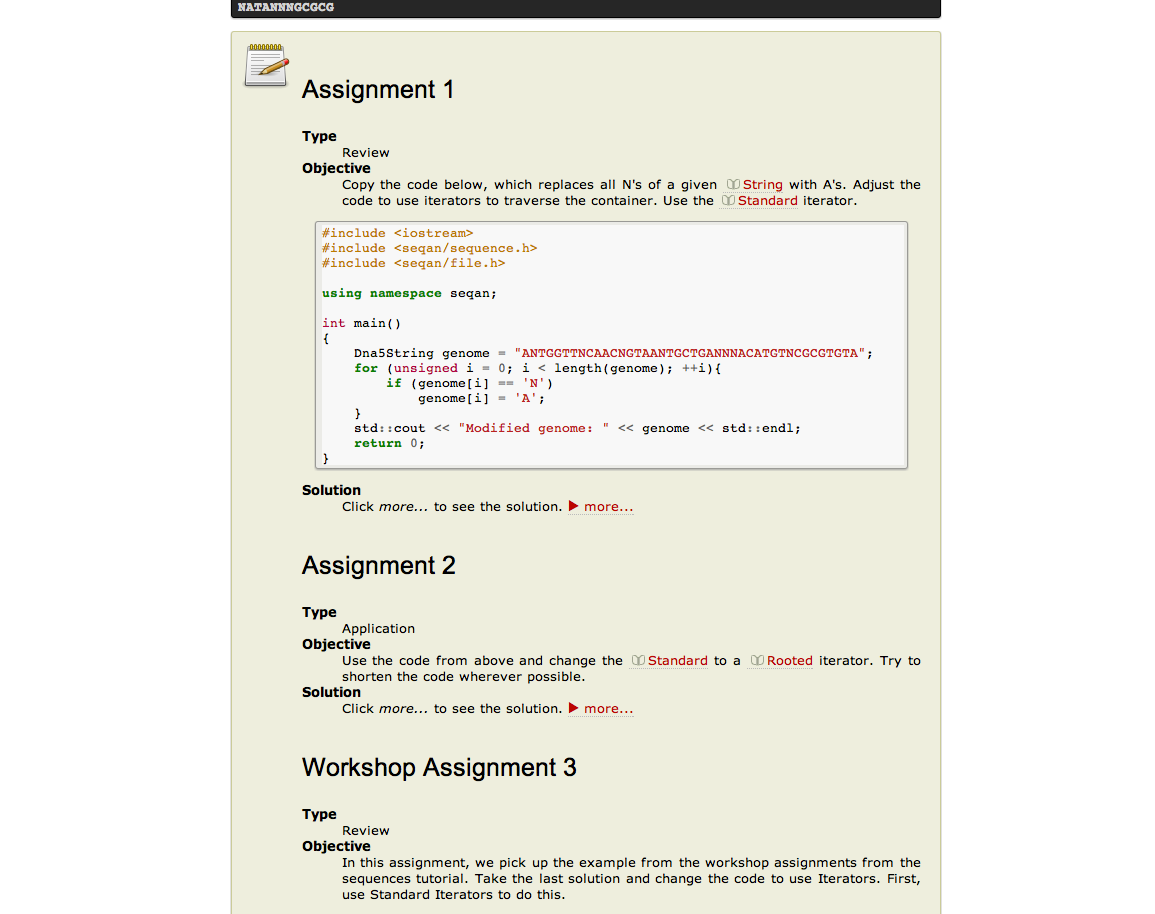 NATANNNGCGCG
Assignment 1
Type
Review
Objective
Copy the code below, which replaces all N's of a given String with A's. Adjust the
code to use iterators to traverse the container. Use the Standard iterator.
#include <iostream>
#include <seqan/sequence.h>
#include <seqan/file.h>
using namespace seqan;
int main()
{
    Dna5String genome = "ANTGGTTNCAACNGTAANTGCTGANNNACATGTNCGCGTGTA";
    for (unsigned i = 0; i < length(genome); ++i){
        if (genome[i] == 'N')
            genome[i] = 'A';
    }
    std::cout << "Modified genome: " << genome << std::endl;
    return 0;
}
Solution
Click more... to see the solution. more...
Assignment 2
Type
Application
Objective
Use the code from above and change the Standard to a Rooted iterator. Try to
shorten the code wherever possible.
Solution
Click more... to see the solution. more...
Workshop Assignment 3
Type
Review
Objective
In this assignment, we pick up the example from the workshop assignments from the
sequences tutorial. Take the last solution and change the code to use Iterators. First,
use Standard Iterators to do this.